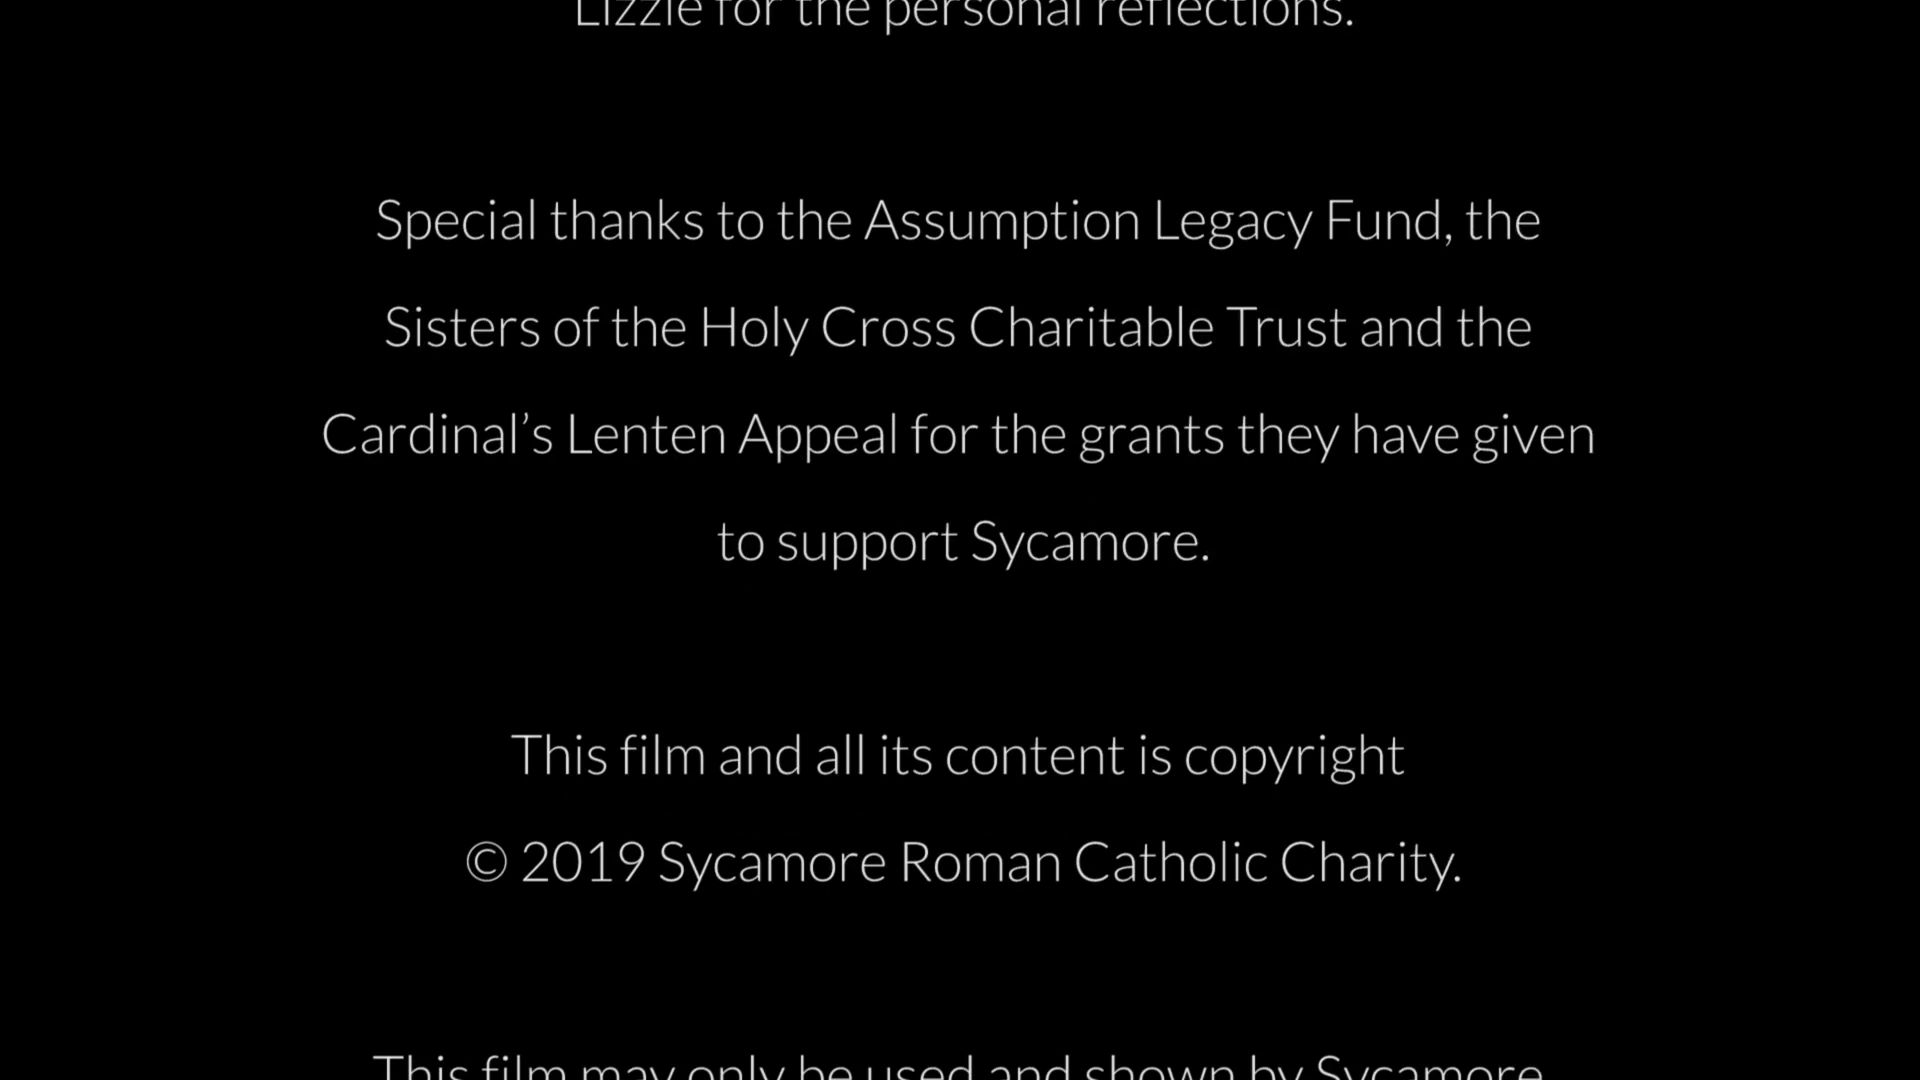 Lizzie for the personal reflections.
Special thanks to the Assumption Legacy Fund, the
Sisters of the Holy Cross Charitable Trust and the
Cardinal’s Lenten Appeal for the grants they have given
to support Sycamore.
This film and all its content is copyright
© 2019 Sycamore Roman Catholic Charity.
This film may only be used and shown by Sycamore